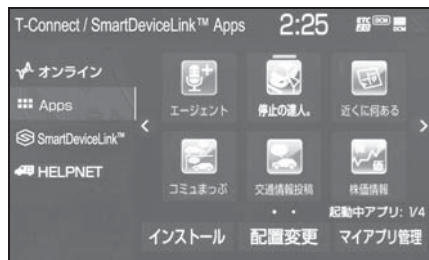 T-Connect / SmartDeviceLink™ Apps 2:25 ETC DCM
オンライン
Apps
SmartDeviceLink™
HELPNET
エージェント 停止の達人。 近くに何ある
コミュまっぷ 交通情報投稿 株価情報
起動中アプリ: 1/4
インストール 配置変更 マイアプリ管理